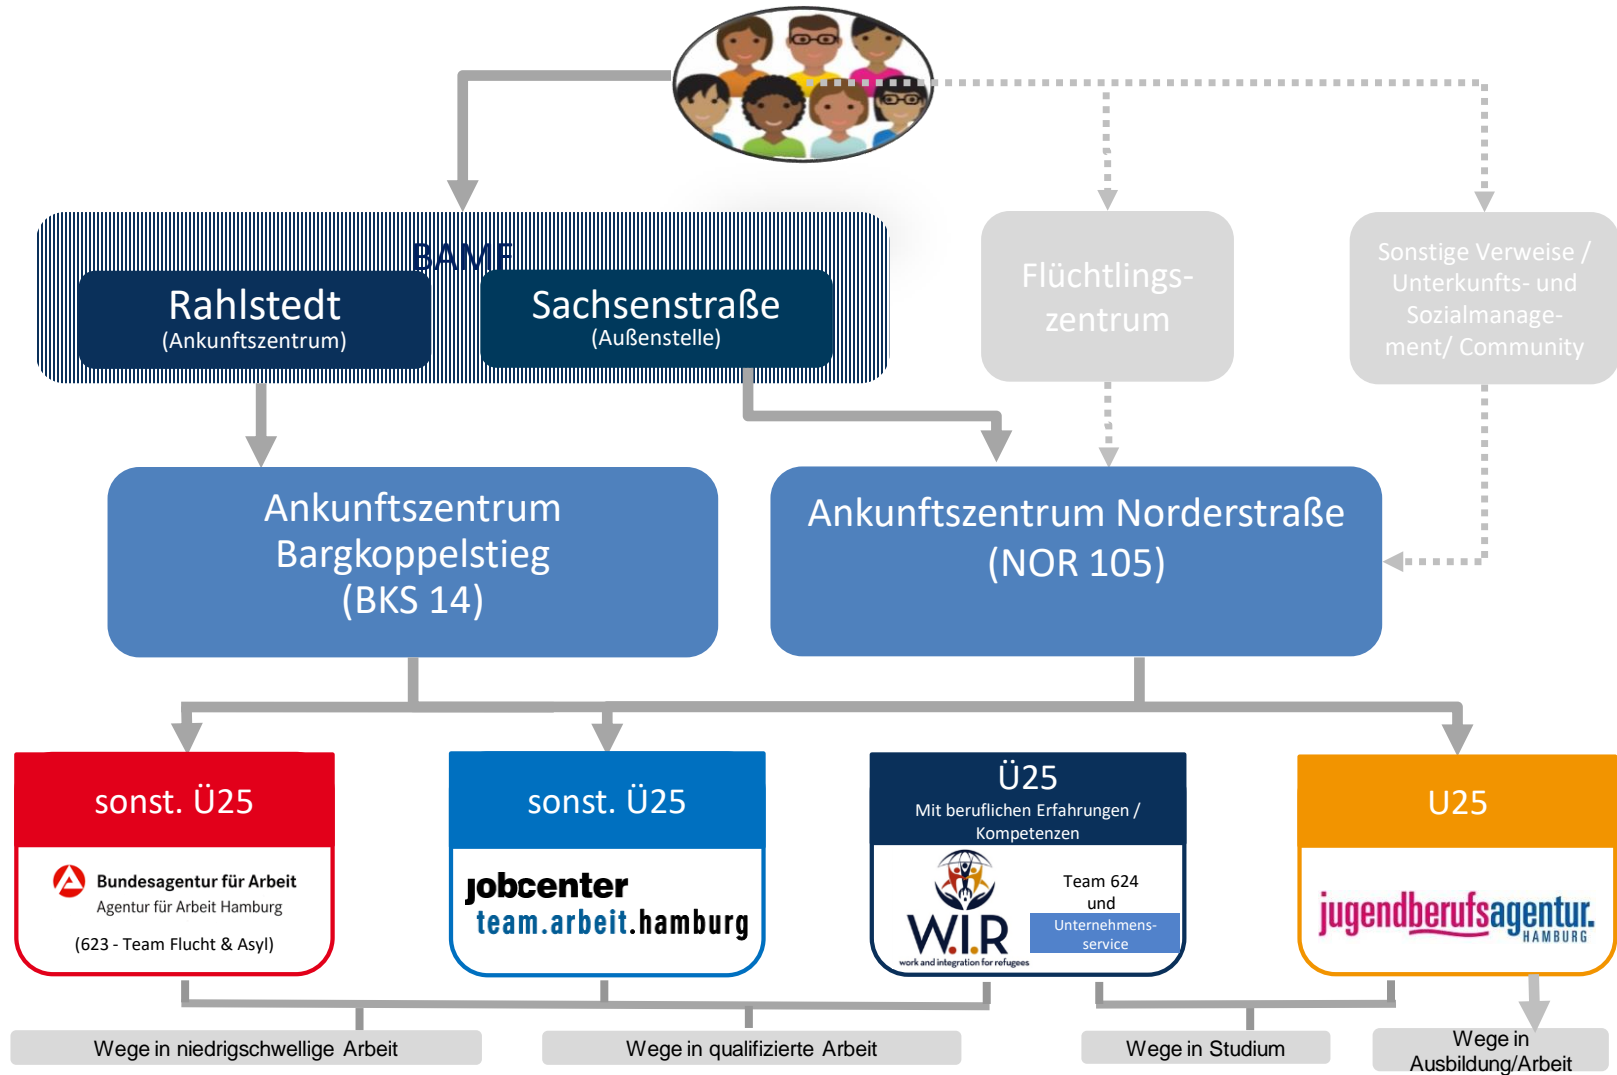 BAMF
Rahlstedt
(Ankunftszentrum)
Sachsenstraße
(Außenstelle)
Flüchtlings-
zentrum
Sonstige Verweise /
Unterkunfts- und
Sozialmanage-
ment/ Community
Ankunftszentrum
Bargkoppelstieg
(BKS 14)
Ankunftszentrum Norderstraße
(NOR 105)
sonst. Ü25
Bundesagentur für Arbeit
Agentur für Arbeit Hamburg
(623 - Team Flucht & Asyl)
sonst. Ü25
jobcenter
team.arbeit.hamburg
Ü25
Mit beruflichen Erfahrungen /
Kompetenzen
W.I.R
work and integration for refugees
Team 624
und
Unternehmens-
service
U25
jugendberufsagentur.
HAMBURG
Wege in niedrigschwellige Arbeit
Wege in qualifizierte Arbeit
Wege in Studium
Wege in
Ausbildung/Arbeit